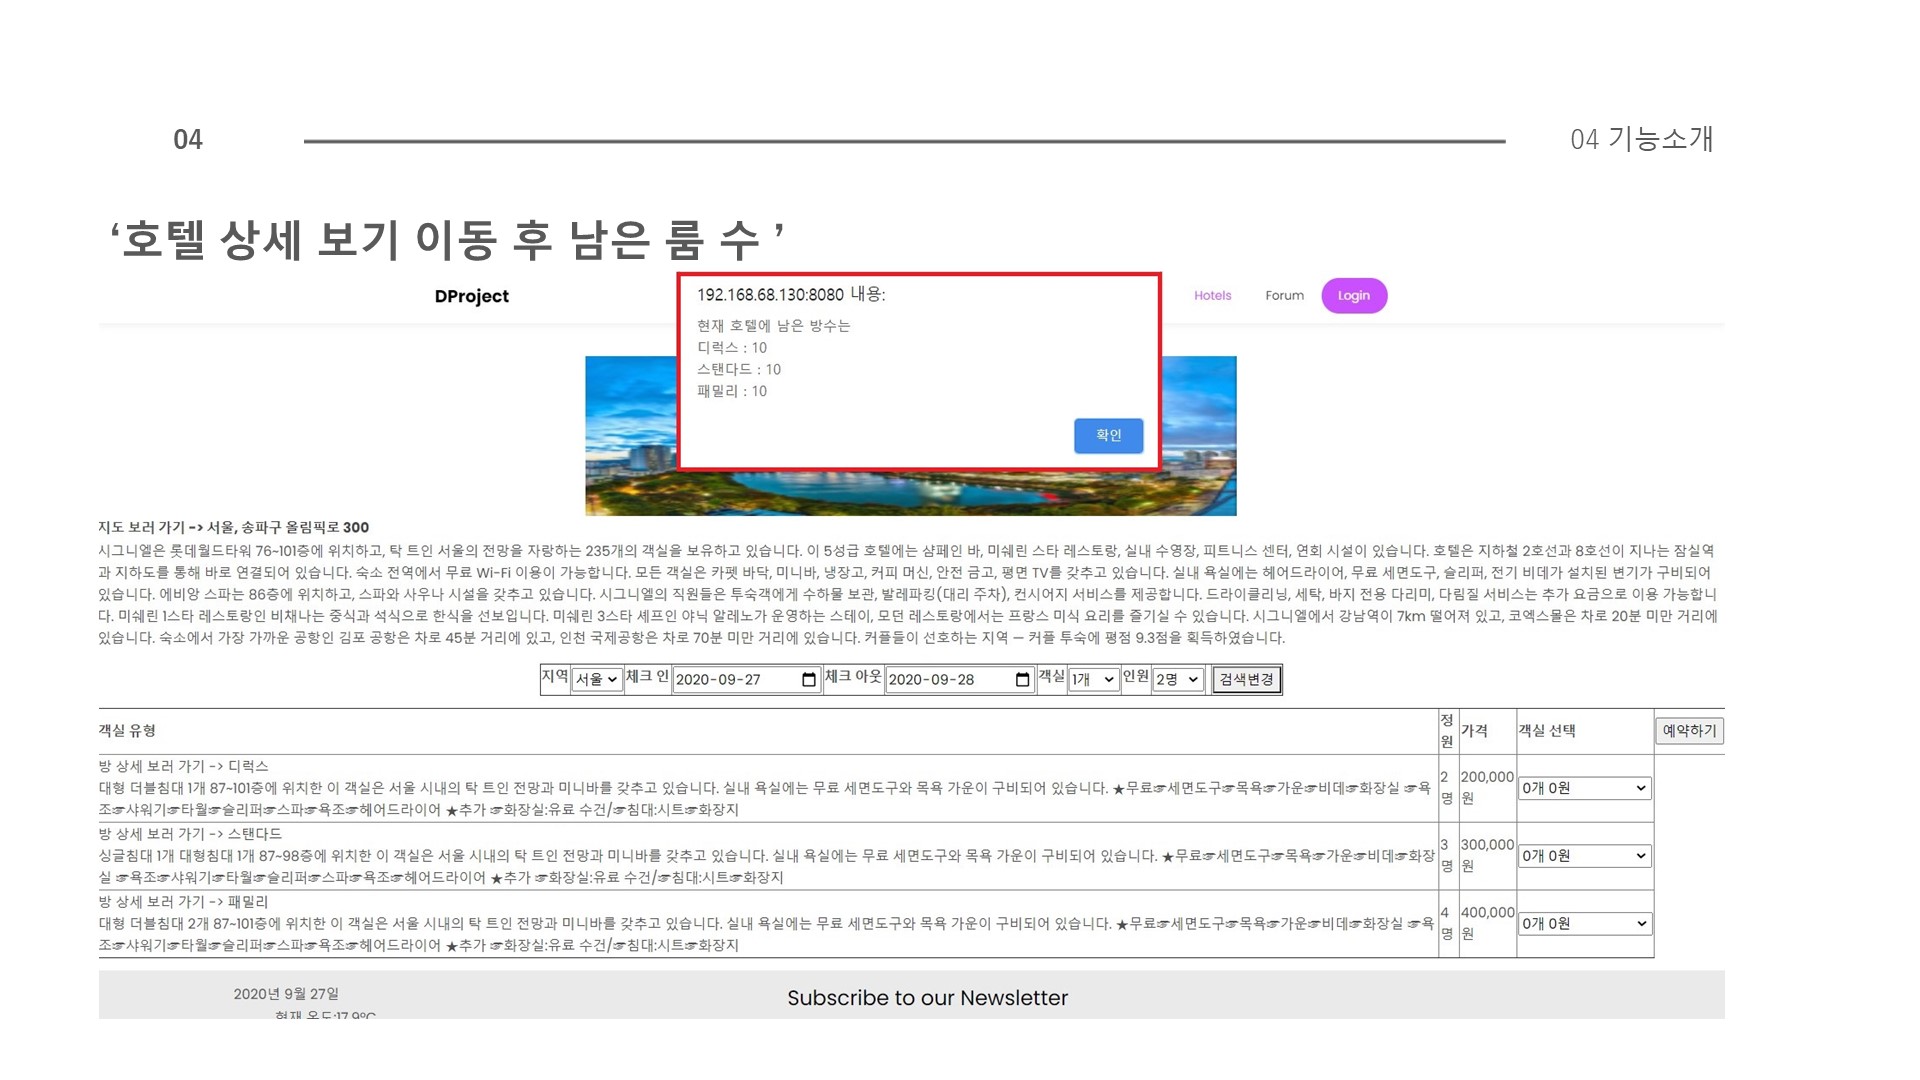 04
04 기능소개
‘호텔 상세 보기 이동 후 남은 룸 수 ’
DProject
Hotels
Forum
Login
192.168.68.130:8080 내용:
현재 호텔에 남은 방수는
디럭스 : 10
스탠다드 : 10
패밀리 : 10
확인
지도 보러 가기 -> 서울, 송파구 올림픽로 300
시그니엘은 롯데월드타워 76~101층에 위치하고, 탁 트인 서울의 전망을 자랑하는 235개의 객실을 보유하고 있습니다. 이 5성급 호텔에는 샴페인 바, 미쉐린 스타 레스토랑, 실내 수영장, 피트니스 센터, 연회 시설이 있습니다. 호텔은 지하철 2호선과 8호선이 지나는 잠실역
과 지하도를 통해 바로 연결되어 있습니다. 숙소 전역에서 무료 Wi-Fi 이용이 가능합니다. 모든 객실은 카펫 바닥, 미니바, 냉장고, 커피 머신, 안전 금고, 평면 TV를 갖추고 있습니다. 실내 욕실에는 헤어드라이어, 무료 세면도구, 슬리퍼, 전기 비데가 설치된 변기가 구비되어
있습니다. 에비앙 스파는 86층에 위치하고, 스파와 사우나 시설을 갖추고 있습니다. 시그니엘의 직원들은 투숙객에게 수하물 보관, 발레파킹(대리 주차), 컨시어지 서비스를 제공합니다. 드라이클리닝, 세탁, 바지 전용 다리미, 다림질 서비스는 추가 요금으로 이용 가능합니
다. 미쉐린 1스타 레스토랑인 비채나는 중식과 석식으로 한식을 선보입니다. 미쉐린 3스타 셰프인 야닉 알레노가 운영하는 스테이, 모던 레스토랑에서는 프랑스 미식 요리를 즐기실 수 있습니다. 시그니엘에서 강남역이 7km 떨어져 있고, 코엑스몰은 차로 20분 미만 거리에
있습니다. 숙소에서 가장 가까운 공항인 김포 공항은 차로 45분 거리에 있고, 인천 국제공항은 차로 70분 미만 거리에 있습니다. 커플들이 선호하는 지역 – 커플 투숙에 평점 9.3점을 획득하였습니다.
지역 서울 체크 인 2020-09-27 체크 아웃 2020-09-28 객실 1개 인원 2명 검색변경
객실 유형 정원 가격 객실 선택 예약하기
방 상세 보러 가기 -> 디럭스
대형 더블침대 1개 87~101층에 위치한 이 객실은 서울 시내의 탁 트인 전망과 미니바를 갖추고 있습니다. 실내 욕실에는 무료 세면도구와 목욕 가운이 구비되어 있습니다. ★무료☞세면도구☞목욕☞가운☞비데☞화장실 ☞욕
조☞샤워기☞타월☞슬리퍼☞스파☞욕조☞헤어드라이어 ★추가 ☞화장실:유료 수건/☞침대:시트☞화장지
2명 200,000원 0개 0원
방 상세 보러 가기 -> 스탠다드
싱글침대 1개 대형침대 1개 87~98층에 위치한 이 객실은 서울 시내의 탁 트인 전망과 미니바를 갖추고 있습니다. 실내 욕실에는 무료 세면도구와 목욕 가운이 구비되어 있습니다. ★무료☞세면도구☞목욕☞가운☞비데☞화장
실 ☞욕조☞샤워기☞타월☞슬리퍼☞스파☞욕조☞헤어드라이어 ★추가 ☞화장실:유료 수건/☞침대:시트☞화장지
3명 300,000원 0개 0원
방 상세 보러 가기 -> 패밀리
대형 더블침대 2개 87~101층에 위치한 이 객실은 서울 시내의 탁 트인 전망과 미니바를 갖추고 있습니다. 실내 욕실에는 무료 세면도구와 목욕 가운이 구비되어 있습니다. ★무료☞세면도구☞목욕☞가운☞비데☞화장실 ☞욕
조☞샤워기☞타월☞슬리퍼☞스파☞욕조☞헤어드라이어 ★추가 ☞화장실:유료 수건/☞침대:시트☞화장지
4명 400,000원 0개 0원
2020년 9월 27일
현재 온도:17.9ºC
Subscribe to our Newsletter